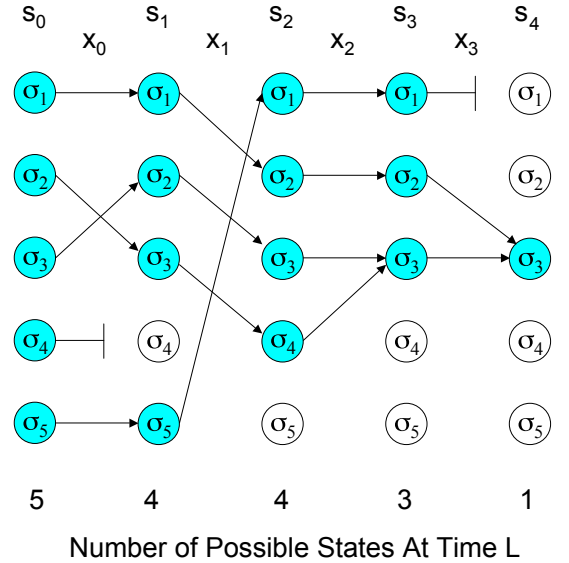 s₀ s₁ s₂ s₃ s₄
x₀ x₁ x₂ x₃
σ₁ σ₁ σ₁ σ₁ σ₁
σ₂ σ₂ σ₂ σ₂ σ₂
σ₃ σ₃ σ₃ σ₃ σ₃
σ₄ σ₄ σ₄ σ₄ σ₄
σ₅ σ₅ σ₅ σ₅ σ₅
5 4 4 3 1
Number of Possible States At Time L